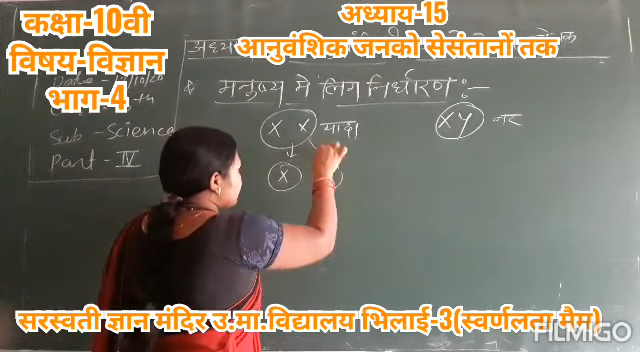 कक्षा-10वी
विषय-विज्ञान
भाग-4
अध्याय-15
आनुवंशिक जनको सेसंतानों तक
Sub - Science
Part - IV
मनुष्य मे लिंग निर्धारण :-
X X मादा
XY नर
X
सरस्वती ज्ञान मंदिर उ.मा.विद्यालय भिलाई-3(स्वर्णलता मैम)
FILMIGO